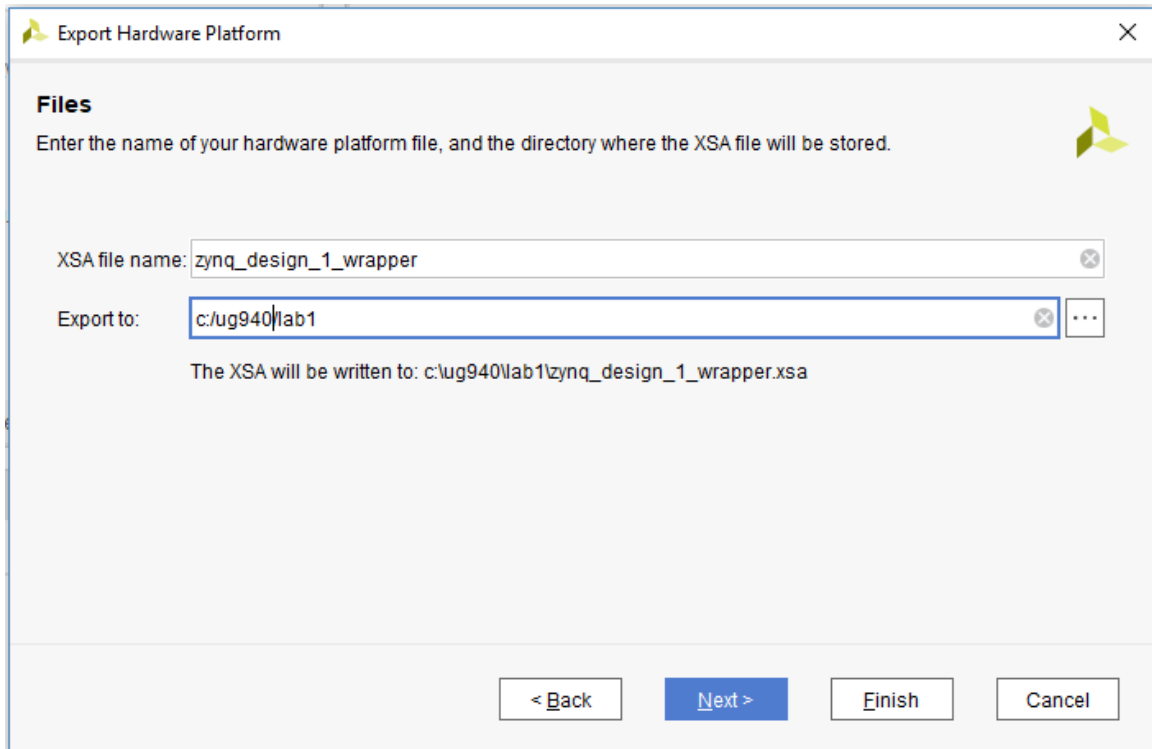 Export Hardware Platform
Files
Enter the name of your hardware platform file, and the directory where the XSA file will be stored.
XSA file name: zynq_design_1_wrapper
Export to: c:/ug940/lab1
...
The XSA will be written to: c:\ug940\lab1\zynq_design_1_wrapper.xsa
< Back Next > Finish Cancel